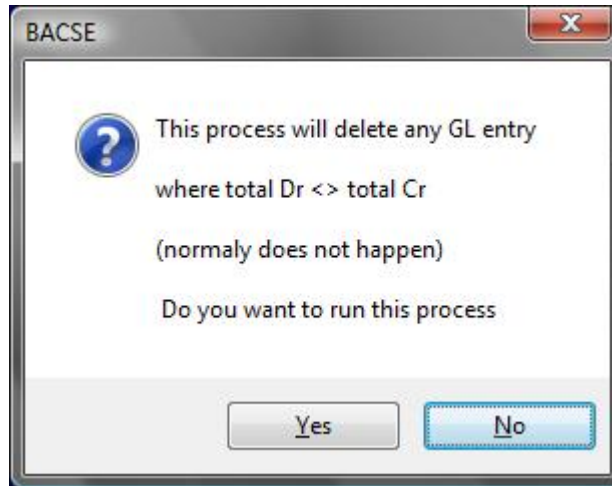 BACSE
This process will delete any GL entry
where total Dr <> total Cr
(normaly does not happen)
Do you want to run this process
Yes
No